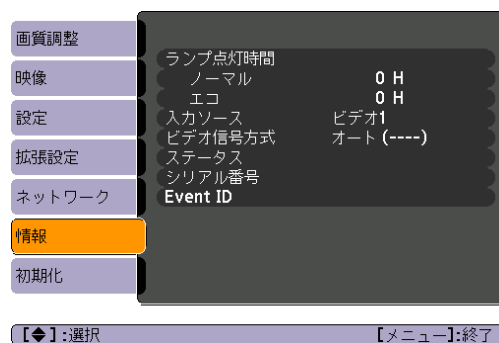 画質調整
映像
設定
拡張設定
ネットワーク
情報
初期化
ランプ点灯時間
ノーマル 0 H
エコ 0 H
入力ソース ビデオ1
ビデオ信号方式 オート (----)
ステータス
シリアル番号
Event ID
【◆】:選択 【メニュー】:終了